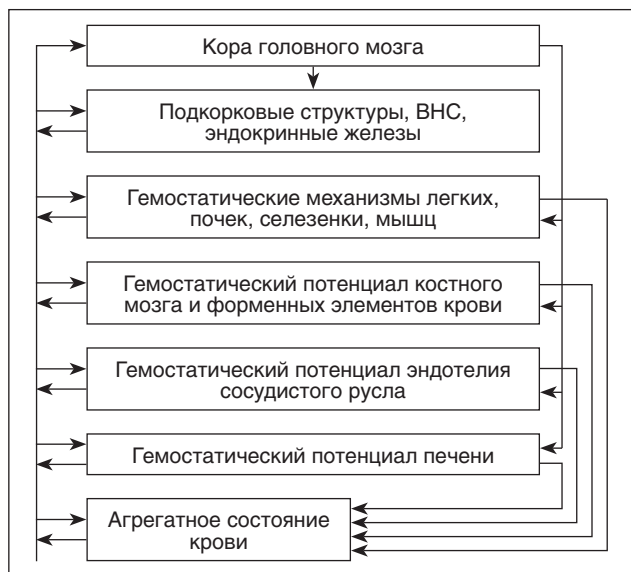 Кора головного мозга
Подкорковые структуры, ВНС,
эндокринные железы
Гемостатические механизмы легких,
почек, селезенки, мышц
Гемостатический потенциал костного
мозга и форменных элементов крови
Гемостатический потенциал эндотелия
сосудистого русла
Гемостатический потенциал печени
Агрегатное состояние
крови